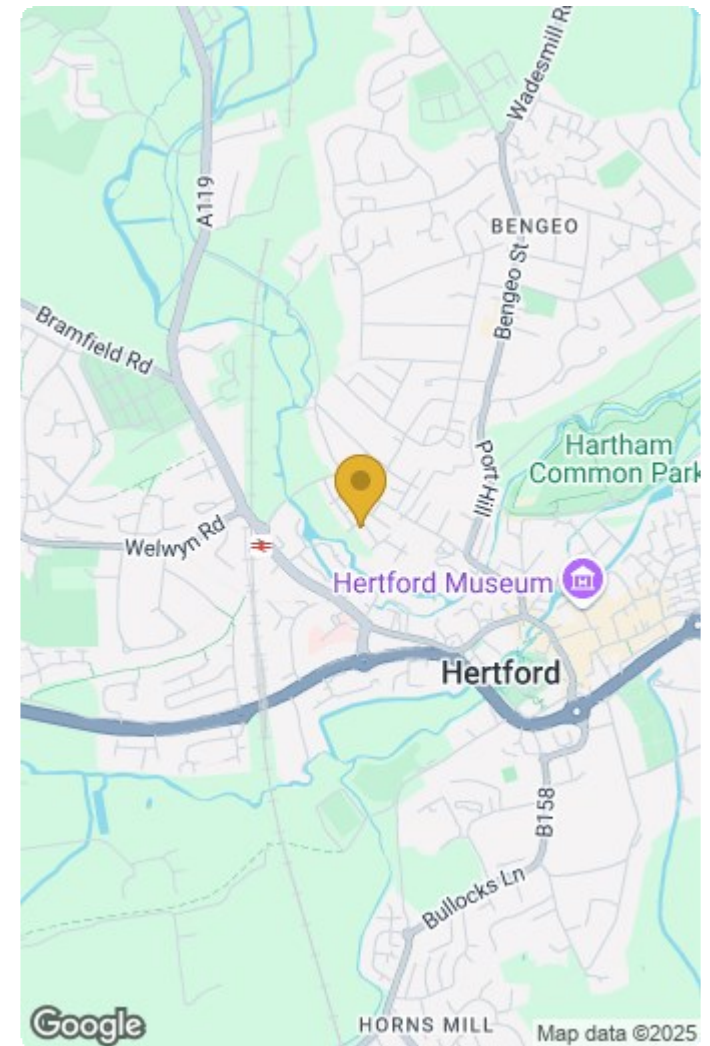 Wadesmill Rd
A119
BENGEO
Bengeo St
Bramfield Rd
Port Hill
Hartham
Common Park
Welwyn Rd
Hertford Museum
Hertford
B158
Bullocks Ln
HORNS MILL
Google
Map data ©2025